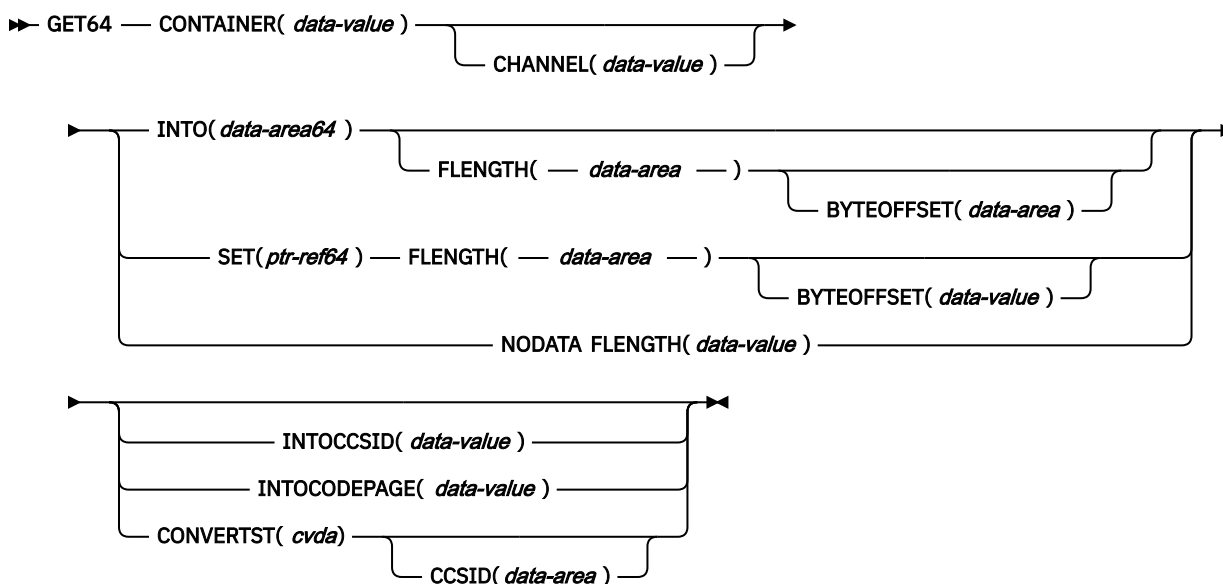 GET64 — CONTAINER( data-value )
CHANNEL( data-value )
INTO( data-area64 )
FLENGTH( — data-area — )
BYTEOFFSET( data-area )
SET( ptr-ref64 ) — FLENGTH( — data-area — )
BYTEOFFSET( data-value )
NODATA FLENGTH( data-value )
INTOCCSID( data-value )
INTOCODEPAGE( data-value )
CONVERTST( cvda)
CCSID( data-area )